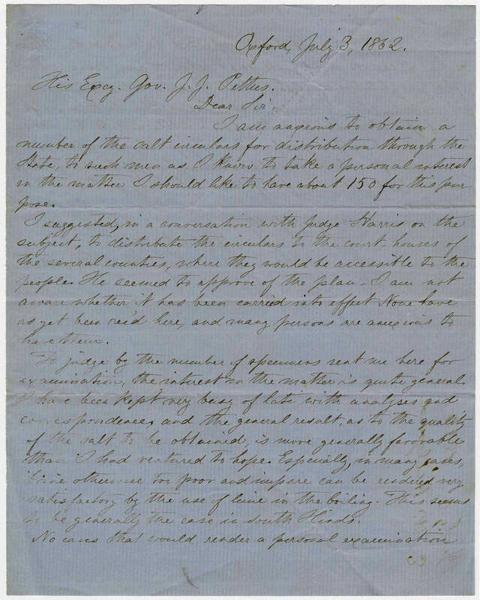 Oxford, July 3, 1862.
His Excy. Gov. J. J. Pettus.
Dear Sir.
I am anxious to obtain a
number of the salt circulars for distribution through the
State, to such men as I know to take a personal interest
in the matter. I should like to have about 150 for this pur
pose.
I suggested, in a conversation with Judge Harris on the
subject, to distribute the circulars to the court houses of
the several counties, where they would be accessible to the
people. He seemed to approve of the plan. I am not
aware whether it has been carried into effect. None have
as yet been rec'd here, and many persons are anxious to
have them.
To judge by the number of specimens sent me here for
examination, the interest in the matter is quite general.
I have been kept very busy of late with analyses and
correspondence, and the general result, as to the quality
of the salt to be obtained, is more generally favorable
than I had ventured to hope. Especially, in many cases,
brine otherwise too poor and impure can be rendered very
satisfactory by the use of lime in the boiling. This seems
to be generally the case in South Hinds.
No cases that would render a personal examination